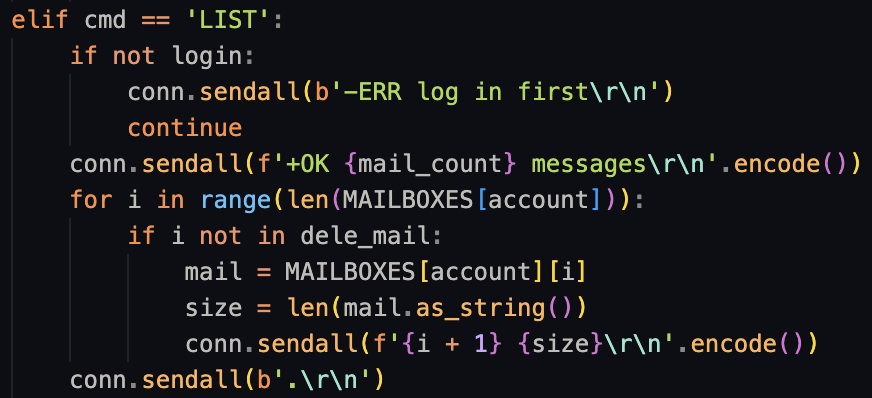 elif cmd == 'LIST':
    if not login:
        conn.sendall(b'-ERR log in first\r\n')
        continue
    conn.sendall(f'+OK {mail_count} messages\r\n'.encode())
    for i in range(len(MAILBOXES[account])):
        if i not in dele_mail:
            mail = MAILBOXES[account][i]
            size = len(mail.as_string())
            conn.sendall(f'{i + 1} {size}\r\n'.encode())
    conn.sendall(b'.\r\n')